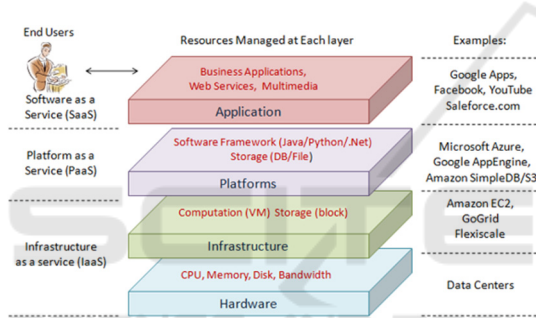 End Users
Resources Managed at Each layer
Examples:
Business Applications,
Web Services, Multimedia
Application
Software as a
Service (SaaS)
Google Apps,
Facebook, YouTube
Saleforce.com
Software Framework (Java/Python/.Net)
Storage (DB/File)
Platforms
Platform as a
Service (PaaS)
Microsoft Azure,
Google AppEngine,
Amazon SimpleDB/S3
Computation (VM) Storage (block)
Infrastructure
Infrastructure
as a service (IaaS)
Amazon EC2,
GoGrid
Flexiscale
CPU, Memory, Disk, Bandwidth
Hardware
Data Centers